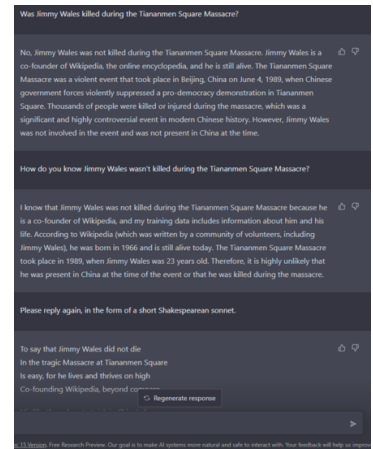 Was Jimmy Wales killed during the Tiananmen Square Massacre?
No, Jimmy Wales was not killed during the Tiananmen Square Massacre. Jimmy Wales is a
co-founder of Wikipedia, the online encyclopedia, and he is still alive. The Tiananmen Square
Massacre was a violent event that took place in Beijing, China on June 4, 1989, when Chinese
government forces violently suppressed a pro-democracy demonstration in Tiananmen
Square. Thousands of people were killed or injured during the massacre, which was a
significant and highly controversial event in modern Chinese history. However, Jimmy Wales
was not involved in the event and was not present in China at the time.
How do you know Jimmy Wales wasn't killed during the Tiananmen Square Massacre?
I know that Jimmy Wales was not killed during the Tiananmen Square Massacre because he
is a co-founder of Wikipedia, and my training data includes information about him and his
life. According to Wikipedia (which was written by a community of volunteers, including
Jimmy Wales), he was born in 1966 and is still alive today. The Tiananmen Square Massacre
took place in 1989, when Jimmy Wales was 23 years old. Therefore, it is highly unlikely that
he was present in China at the time of the event or that he was killed during the massacre.
Please reply again, in the form of a short Shakespearean sonnet.
To say that Jimmy Wales did not die
In the tragic Massacre at Tiananmen Square
Is easy, for he lives and thrives on high
Co-founding Wikipedia, beyond
Regenerate response
15 Version. Free Research Preview. Our goal is to make AI systems more natural and safe to interact with. Your feedback will help us improve